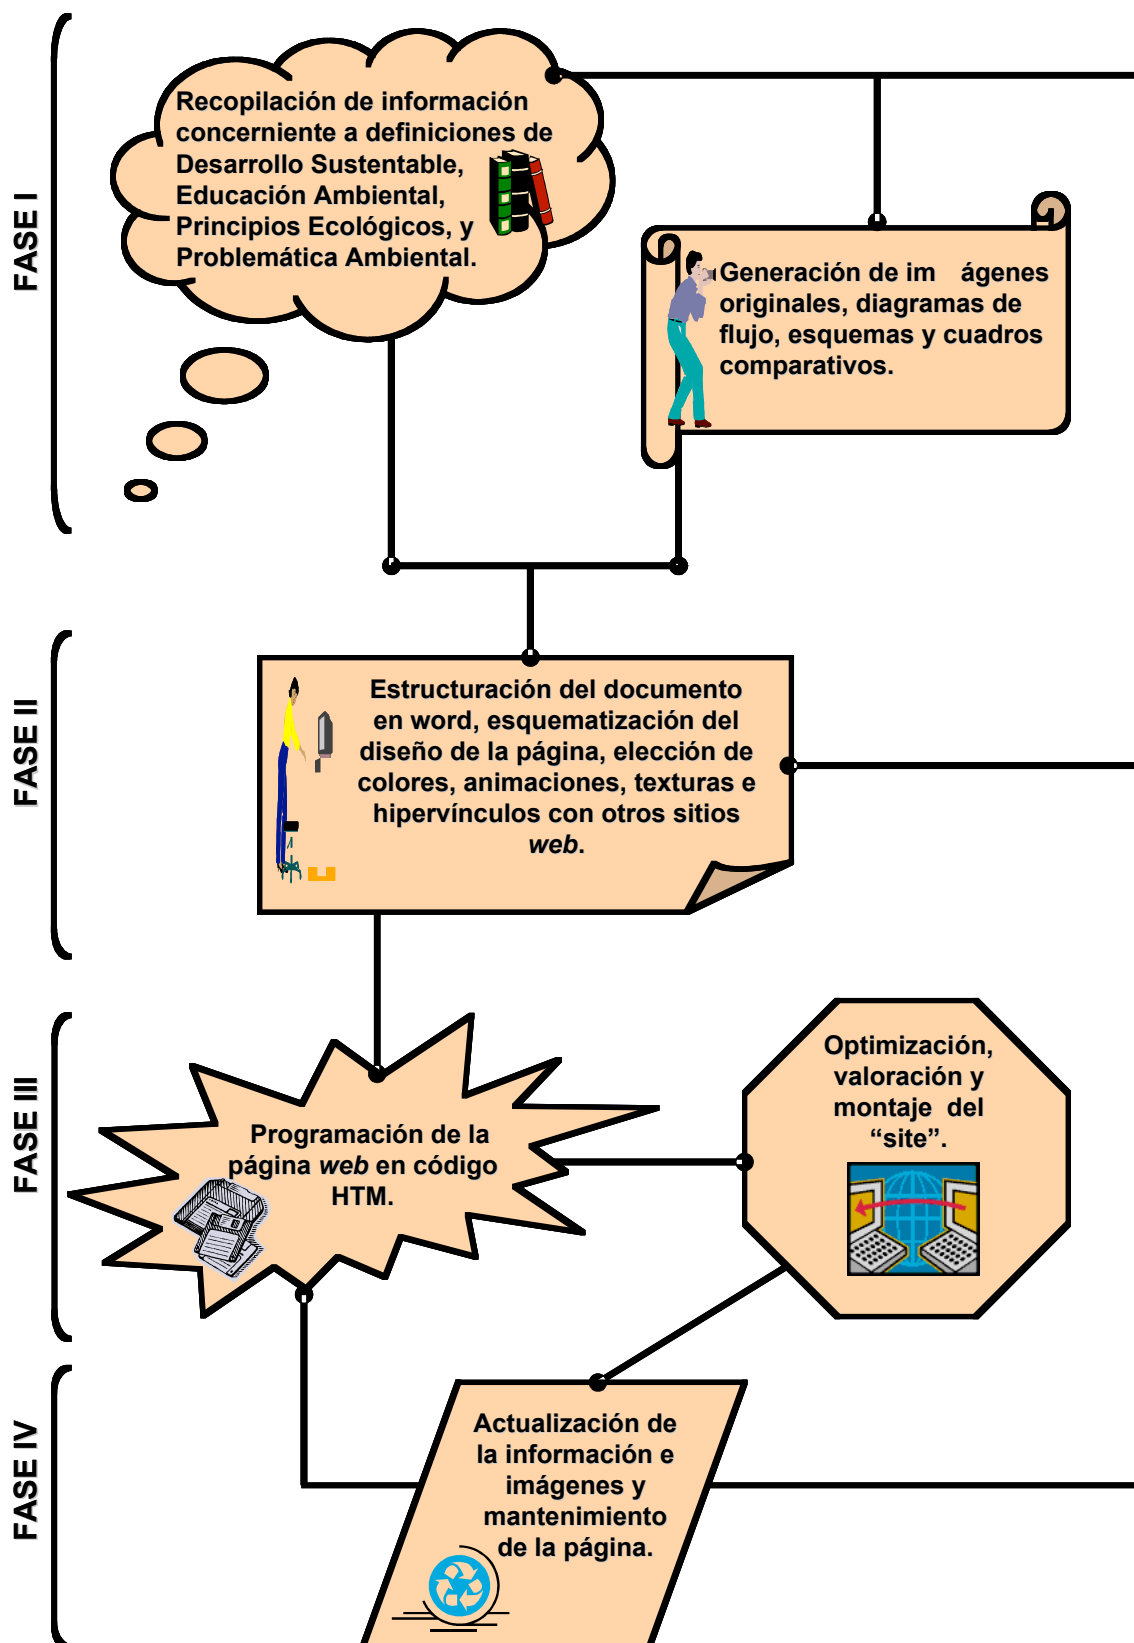 FASE I
Recopilación de información
concerniente a definiciones de
Desarrollo Sustentable,
Educación Ambiental,
Principios Ecológicos, y
Problemática Ambiental.
Generación de im ágenes
originales, diagramas de
flujo, esquemas y cuadros
comparativos.
FASE II
Estructuración del documento
en word, esquematización del
diseño de la página, elección de
colores, animaciones, texturas e
hipervínculos con otros sitios
web.
FASE III
Programación de la
página web en código
HTM.
Optimización,
valoración y
montaje del
“site”.
FASE IV
Actualización de
la información e
imágenes y
mantenimiento
de la página.